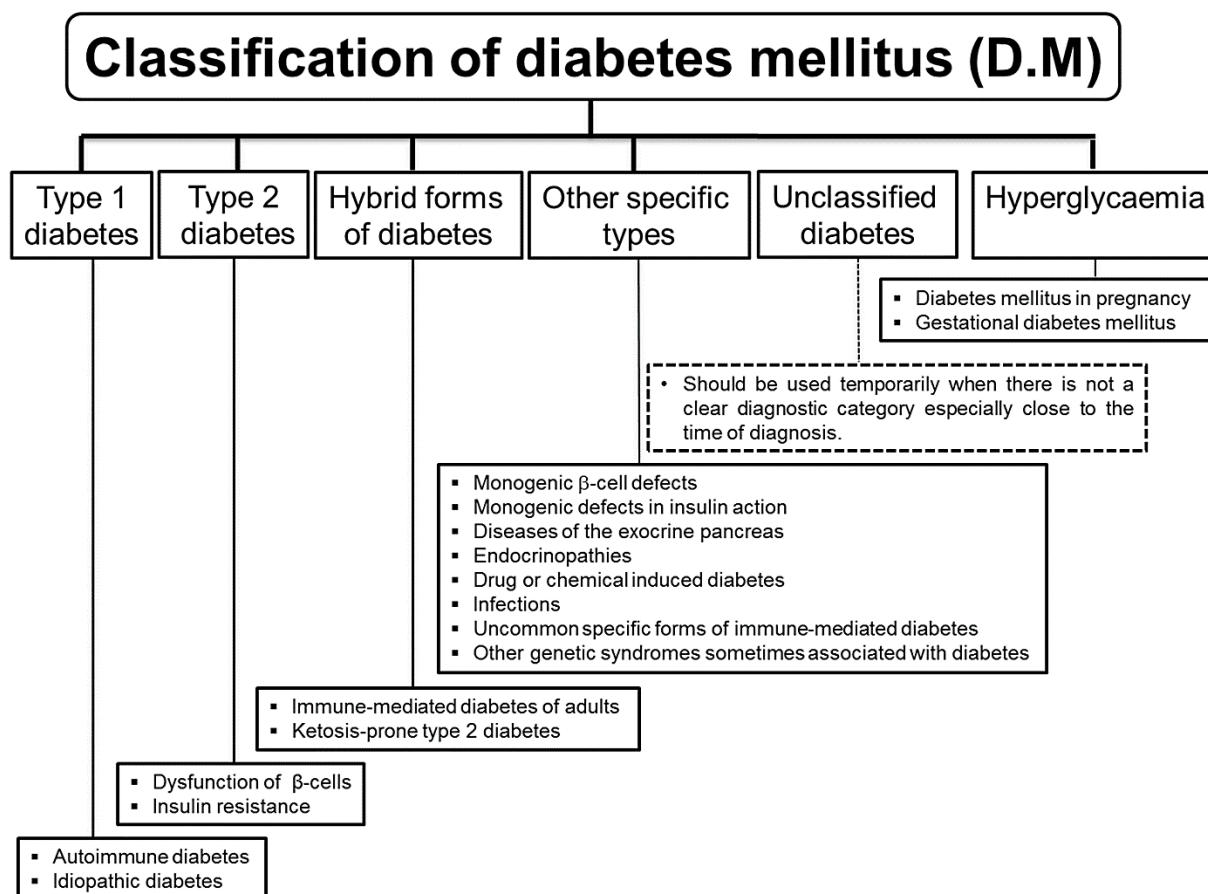 Classification of diabetes mellitus (D.M)
Type 1
diabetes
Type 2
diabetes
Hybrid forms
of diabetes
Other specific
types
Unclassified
diabetes
Hyperglycaemia
▪ Diabetes mellitus in pregnancy
▪ Gestational diabetes mellitus
• Should be used temporarily when there is not a
clear diagnostic category especially close to the
time of diagnosis.
▪ Monogenic β-cell defects
▪ Monogenic defects in insulin action
▪ Diseases of the exocrine pancreas
▪ Endocrinopathies
▪ Drug or chemical induced diabetes
▪ Infections
▪ Uncommon specific forms of immune-mediated diabetes
▪ Other genetic syndromes sometimes associated with diabetes
▪ Immune-mediated diabetes of adults
▪ Ketosis-prone type 2 diabetes
▪ Dysfunction of β-cells
▪ Insulin resistance
▪ Autoimmune diabetes
▪ Idiopathic diabetes